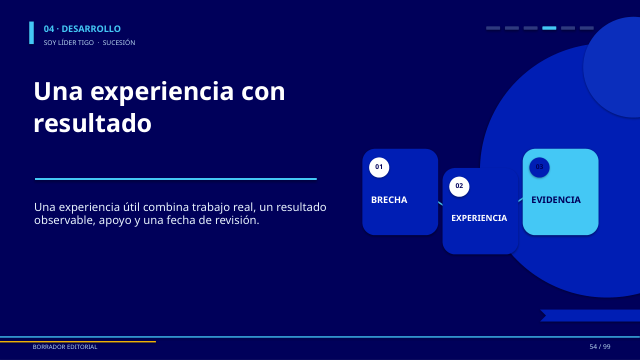 04 · DESARROLLO
SOY LÍDER TIGO · SUCESIÓN
Una experiencia con
resultado
Una experiencia útil combina trabajo real, un resultado
observable, apoyo y una fecha de revisión.
01
BRECHA
02
EXPERIENCIA
03
EVIDENCIA
BORRADOR EDITORIAL
54 / 99